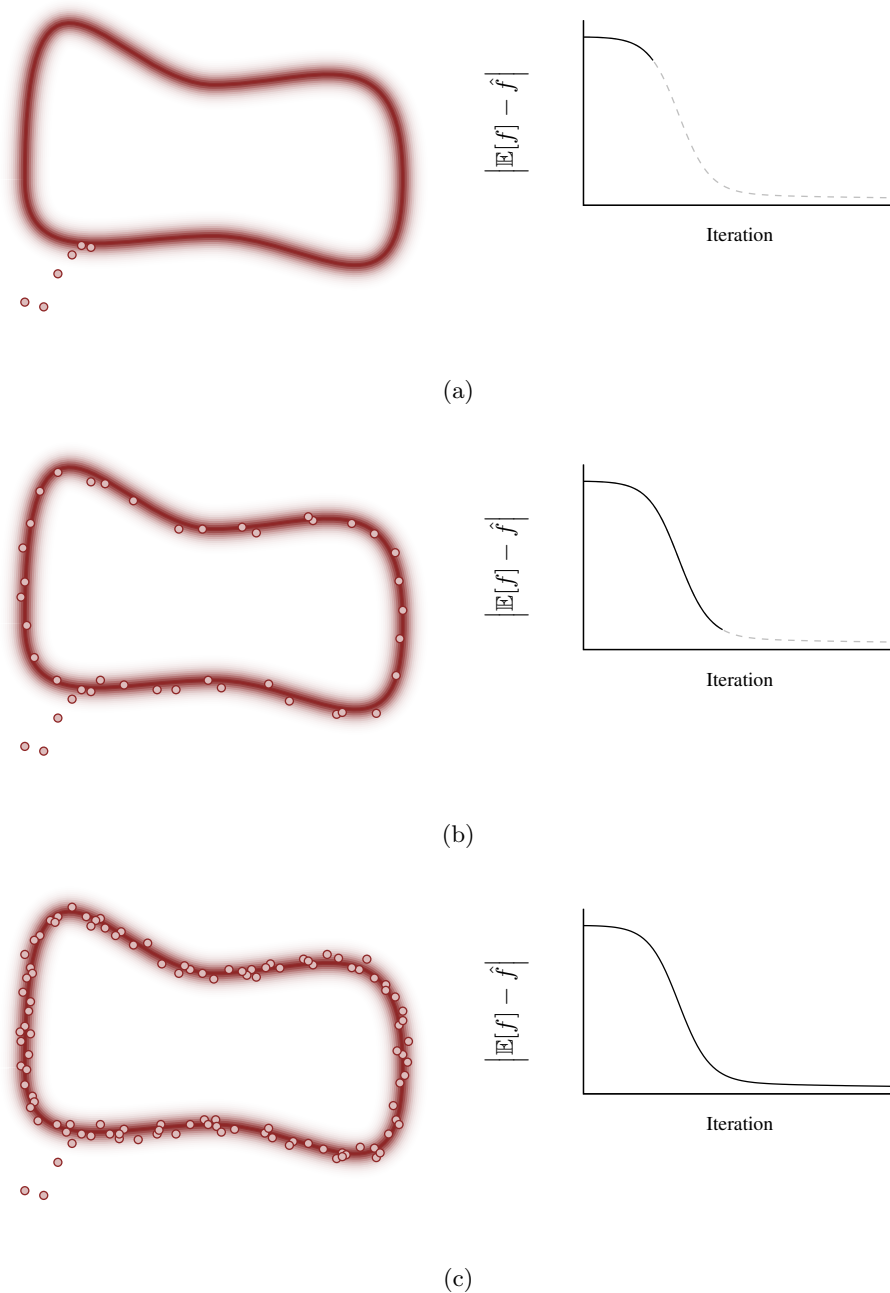 |𝔼[f] − f̂|
Iteration
(a)
|𝔼[f] − f̂|
Iteration
(b)
|𝔼[f] − f̂|
Iteration
(c)